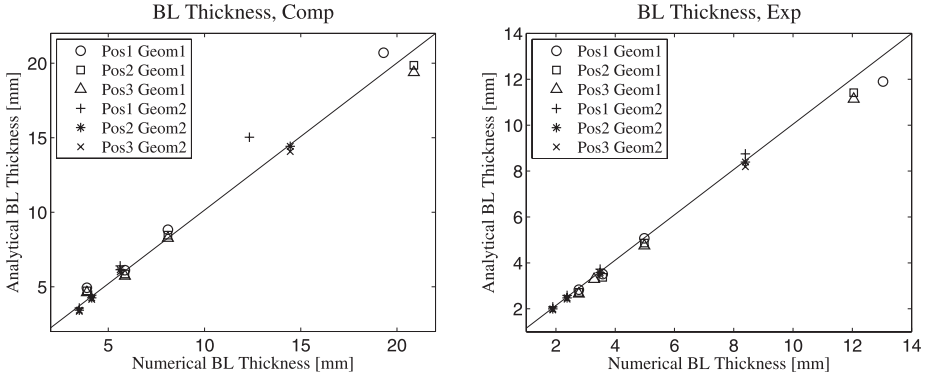 BL Thickness, Comp
Pos1 Geom1
Pos2 Geom1
Pos3 Geom1
Pos1 Geom2
Pos2 Geom2
Pos3 Geom2
Analytical BL Thickness [mm]
20
15
10
5
5 10 15 20
Numerical BL Thickness [mm]
BL Thickness, Exp
Pos1 Geom1
Pos2 Geom1
Pos3 Geom1
Pos1 Geom2
Pos2 Geom2
Pos3 Geom2
Analytical BL Thickness [mm]
14
12
10
8
6
4
2
2 4 6 8 10 12 14
Numerical BL Thickness [mm]